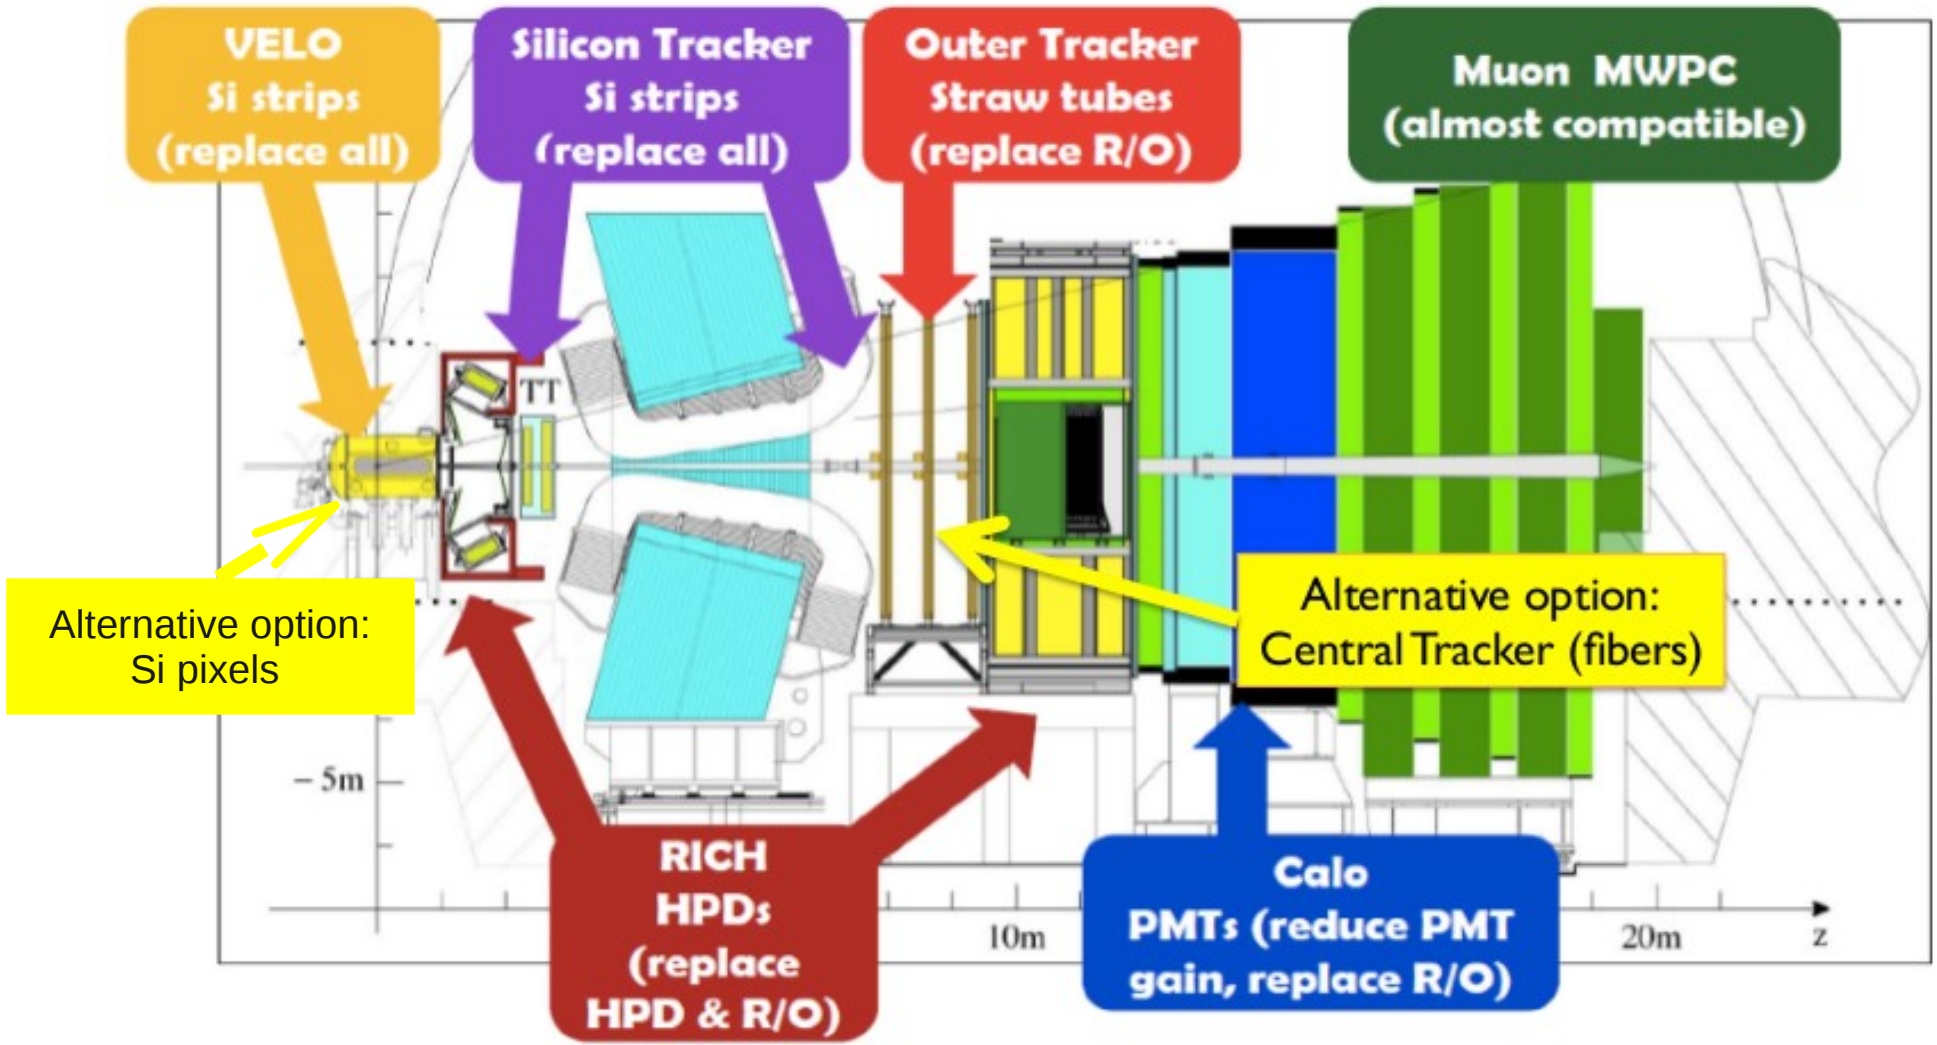 VELO
Si strips
(replace all)
Silicon Tracker
Si strips
(replace all)
Outer Tracker
Straw tubes
(replace R/O)
Muon MWPC
(almost compatible)
TT
Alternative option:
Si pixels
Alternative option:
Central Tracker (fibers)
– 5m
RICH
HPDs
(replace
HPD & R/O)
Calo
PMTs (reduce PMT
gain, replace R/O)
10m
20m
z